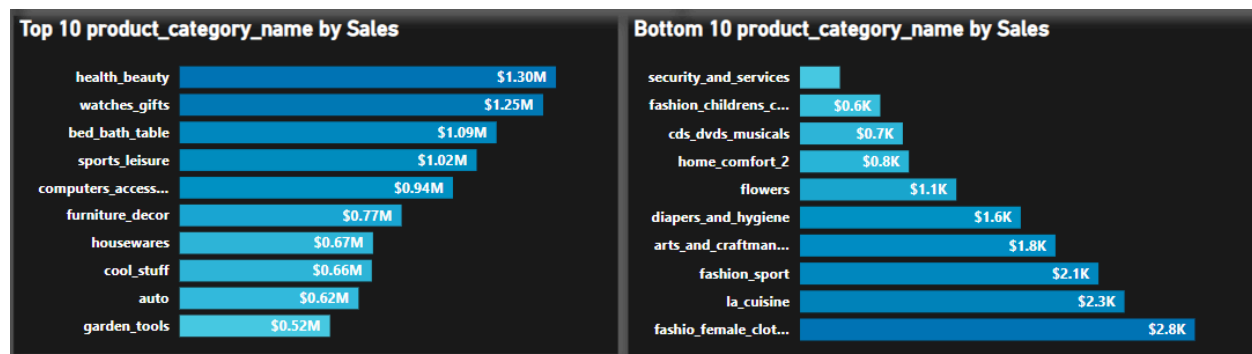 Top 10 product_category_name by Sales
health_beauty $1.30M
watches_gifts $1.25M
bed_bath_table $1.09M
sports_leisure $1.02M
computers_access... $0.94M
furniture_decor $0.77M
housewares $0.67M
cool_stuff $0.66M
auto $0.62M
garden_tools $0.52M
Bottom 10 product_category_name by Sales
security_and_services
fashion_childrens_c... $0.6K
cds_dvds_musicals $0.7K
home_comfort_2 $0.8K
flowers $1.1K
diapers_and_hygiene $1.6K
arts_and_craftman... $1.8K
fashion_sport $2.1K
la_cuisine $2.3K
fashio_female_clot... $2.8K